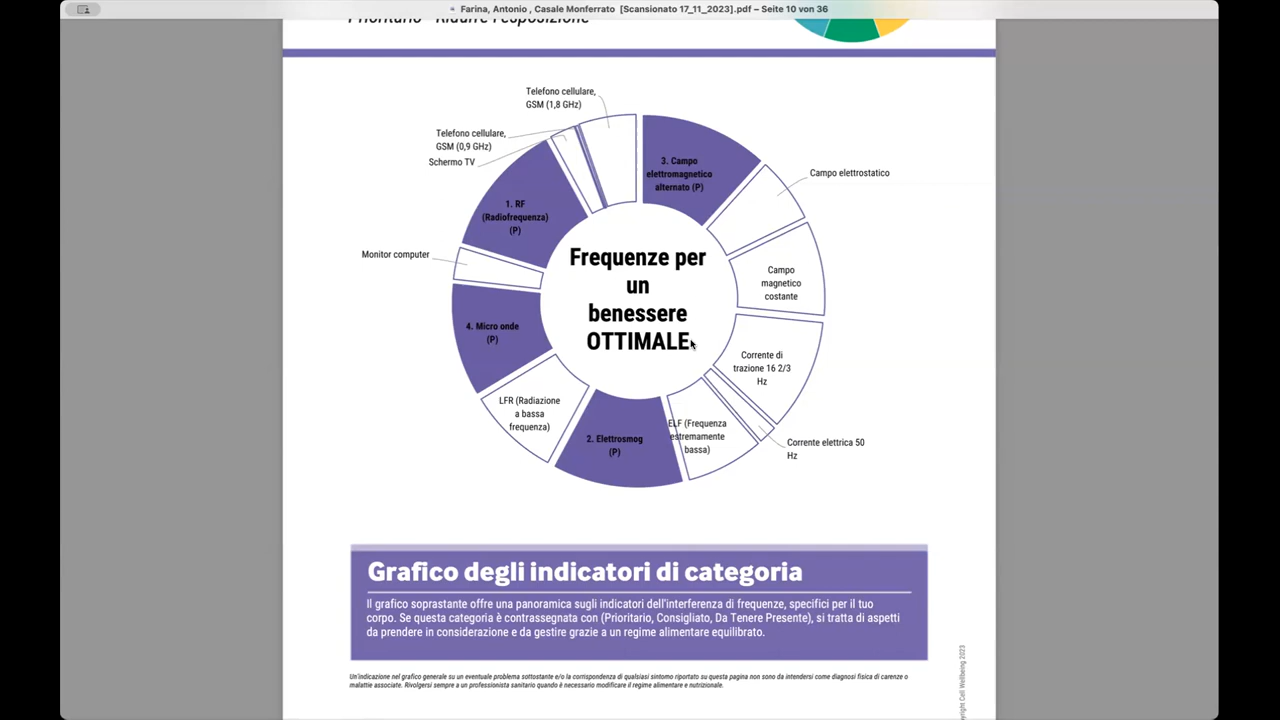 Farina, Antonio , Casale Monferrato [Scansionato 17_11_2023].pdf – Seite 10 von 36
Prioritario - Ridurre l'esposizione
Telefono cellulare,
GSM (1,8 GHz)
Telefono cellulare,
GSM (0,9 GHz)
Schermo TV
3. Campo
elettromagnetico
alternato (P)
Campo elettrostatico
1. RF
(Radiofrequenza)
(P)
Monitor computer
Frequenze per
un
benessere
OTTIMALE
Campo
magnetico
costante
4. Micro onde
(P)
Corrente di
trazione 16 2/3
Hz
LFR (Radiazione
a bassa
frequenza)
2. Elettrosmog
(P)
ELF (Frequenza
estremamente
bassa)
Corrente elettrica 50
Hz
Grafico degli indicatori di categoria
Il grafico soprastante offre una panoramica sugli indicatori dell'interferenza di frequenze, specifici per il tuo
corpo. Se questa categoria è contrassegnata con (Prioritario, Consigliato, Da Tenere Presente), si tratta di aspetti
da prendere in considerazione e da gestire grazie a un regime alimentare equilibrato.
Un'indicazione nel grafico generale su un eventuale problema sottostante e/o la corrispondenza di qualsiasi sintomo riportato su questa pagina non sono da intendersi come diagnosi fisica di carenze o
malattie associate. Rivolgersi sempre a un professionista sanitario quando è necessario modificare il regime alimentare e nutrizionale.
yright Cell Wellbeing 2023